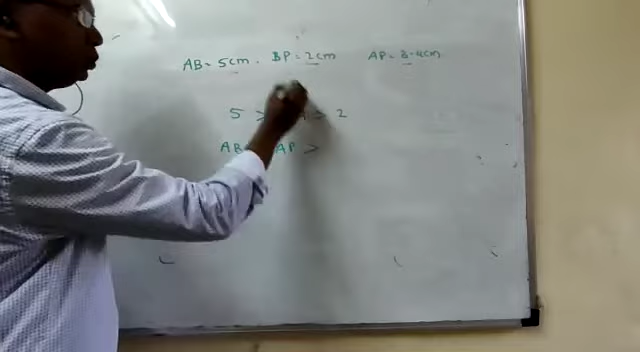 AB = 5cm . BP = 2cm AP = 3.4cm
5 > > 2
AB AP >